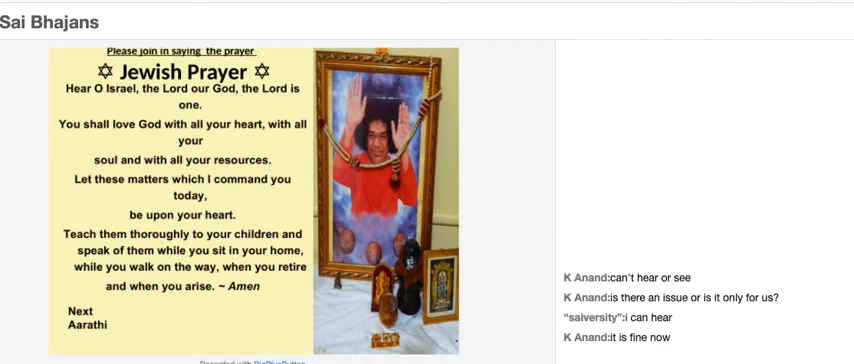 Sai Bhajans
Please join in saying the prayer
✡ Jewish Prayer ✡
Hear O Israel, the Lord our God, the Lord is
one.
You shall love God with all your heart, with all
your
soul and with all your resources.
Let these matters which I command you
today,
be upon your heart.
Teach them thoroughly to your children and
speak of them while you sit in your home,
while you walk on the way, when you retire
and when you arise. ~ Amen
Next
Aarathi
Recorded with BigBlueButton
K Anand:can't hear or see
K Anand:is there an issue or is it only for us?
“saiversity”:i can hear
K Anand:it is fine now